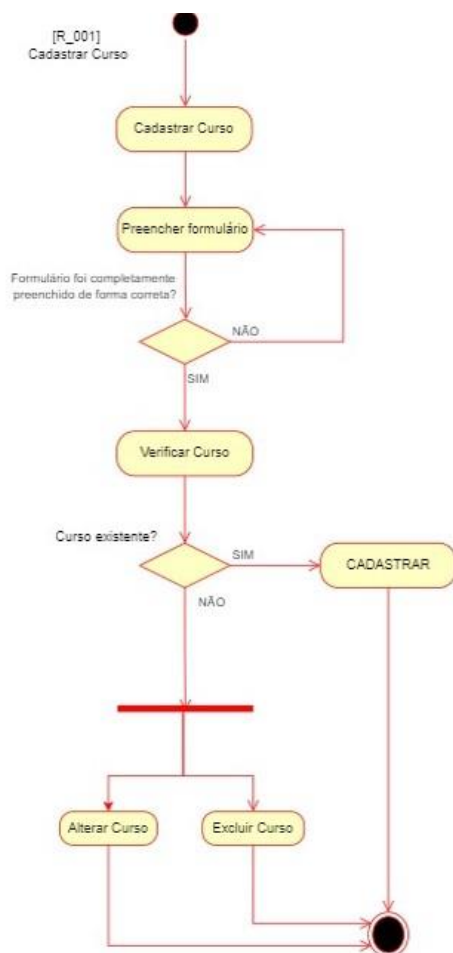 [R_001]
Cadastrar Curso
Cadastrar Curso
Preencher formulário
Formulário foi completamente
preenchido de forma correta?
NÃO
SIM
Verificar Curso
Curso existente?
SIM
CADASTRAR
NÃO
Alterar Curso
Excluir Curso